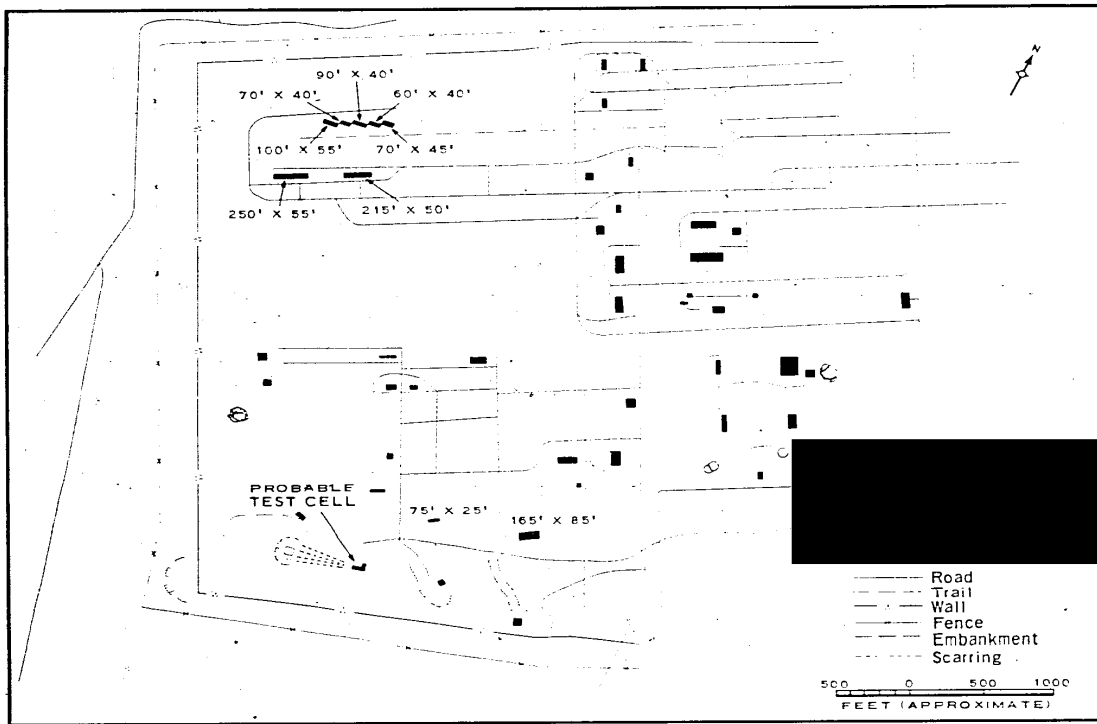 N
90' X 40'
70' X 40'
60' X 40'
100' X 55'
70' X 45'
250' X 55'
215' X 50'
PROBABLE
TEST CELL
75' X 25'
165' X 85'
Road
Trail
Wall
Fence
Embankment
Scarring
500 0 500 1000
FEET (APPROXIMATE)